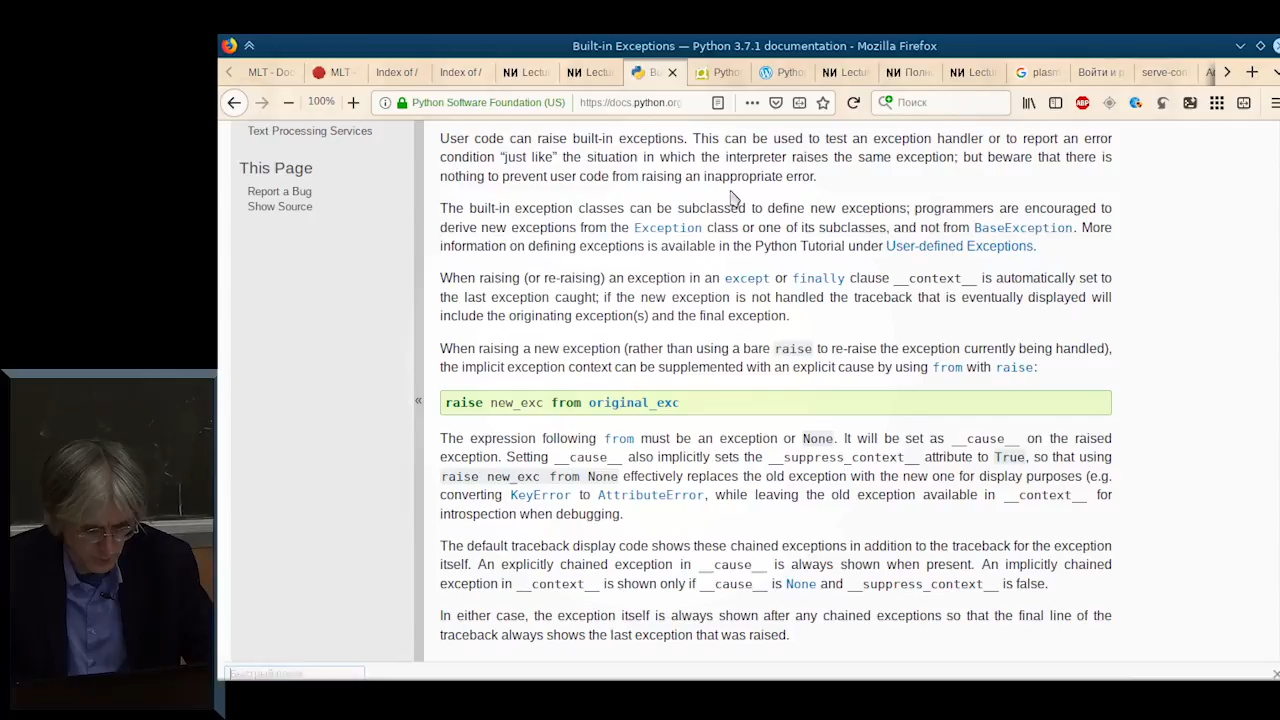 Built-in Exceptions — Python 3.7.1 documentation - Mozilla Firefox
MLT - Doc
MLT -
Index of /
Index of /
Lectu
Lectu
Pytho
Pytho
Lectu
Полн
Lectu
plasm
Войти и р
serve-con
100%
Python Software Foundation (US)
https://docs.python.org
Поиск
ABP
Text Processing Services
This Page
Report a Bug
Show Source
«
User code can raise built-in exceptions. This can be used to test an exception handler or to report an error
condition “just like” the situation in which the interpreter raises the same exception; but beware that there is
nothing to prevent user code from raising an inappropriate error.
The built-in exception classes can be subclassed to define new exceptions; programmers are encouraged to
derive new exceptions from the Exception class or one of its subclasses, and not from BaseException. More
information on defining exceptions is available in the Python Tutorial under User-defined Exceptions.
When raising (or re-raising) an exception in an except or finally clause __context__ is automatically set to
the last exception caught; if the new exception is not handled the traceback that is eventually displayed will
include the originating exception(s) and the final exception.
When raising a new exception (rather than using a bare raise to re-raise the exception currently being handled),
the implicit exception context can be supplemented with an explicit cause by using from with raise:
raise new_exc from original_exc
The expression following from must be an exception or None. It will be set as __cause__ on the raised
exception. Setting __cause__ also implicitly sets the __suppress_context__ attribute to True, so that using
raise new_exc from None effectively replaces the old exception with the new one for display purposes (e.g.
converting KeyError to AttributeError, while leaving the old exception available in __context__ for
introspection when debugging.
The default traceback display code shows these chained exceptions in addition to the traceback for the exception
itself. An explicitly chained exception in __cause__ is always shown when present. An implicitly chained
exception in __context__ is shown only if __cause__ is None and __suppress_context__ is false.
In either case, the exception itself is always shown after any chained exceptions so that the final line of the
traceback always shows the last exception that was raised.
Быстрый поиск